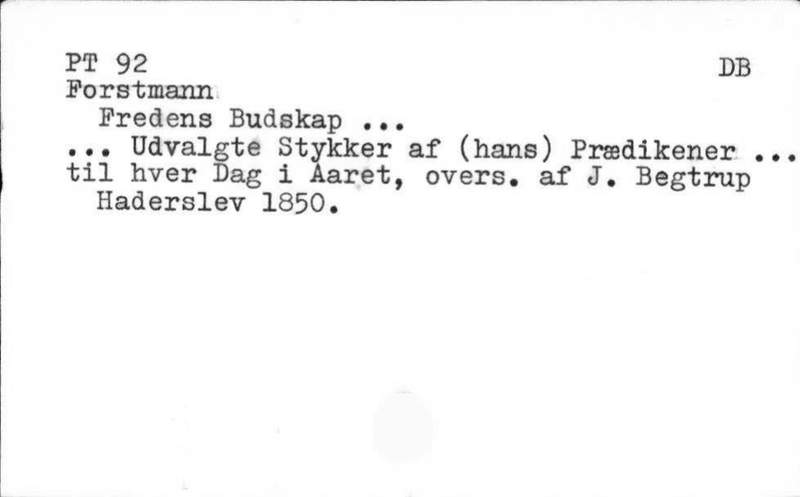 PT 92 DB
Forstmann
Fredens Budskap ...
... Udvalgte Stykker af (hans) Prædikener ...
til hver Dag i Aaret, overs. af J. Begtrup
Haderslev 1850.